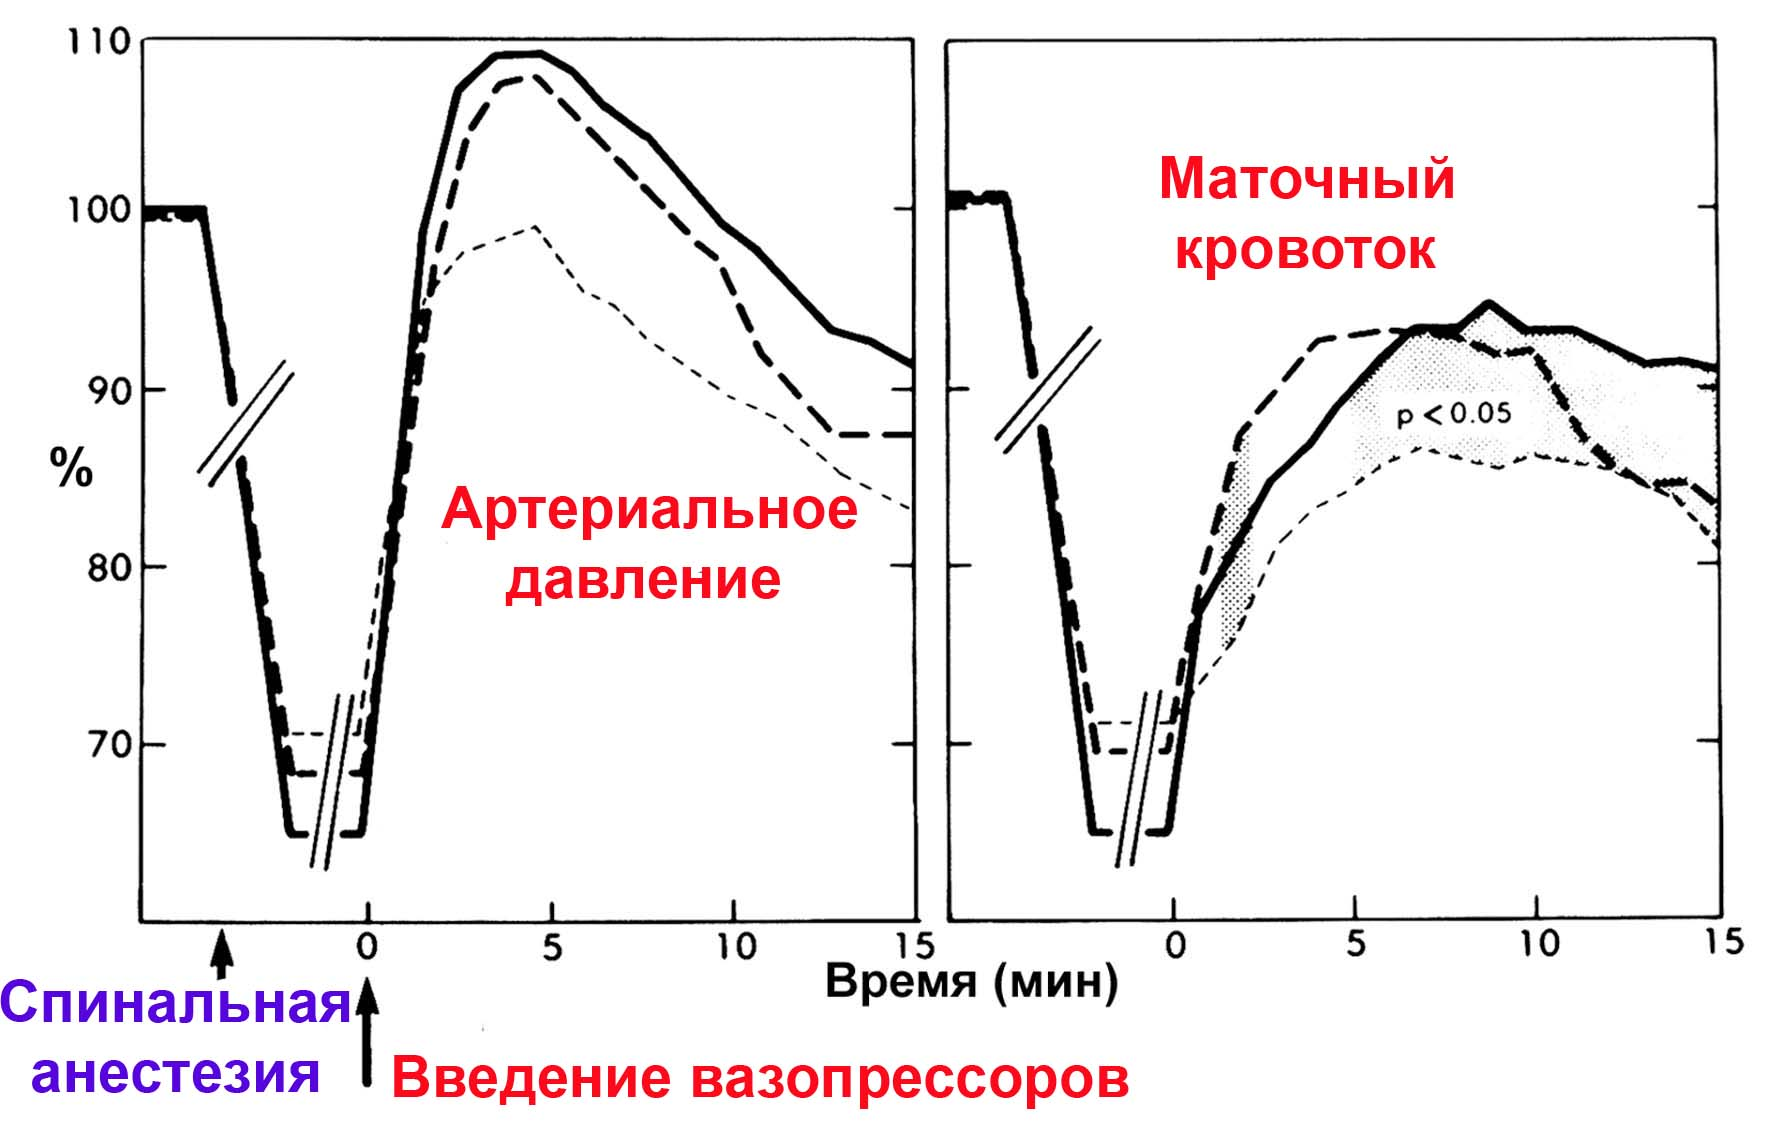 110
100
90
%
80
70
Артериальное
давление
Маточный
кровоток
p < 0.05
0 5 10 15
0 5 10 15
Время (мин)
Спинальная
анестезия
Введение вазопрессоров